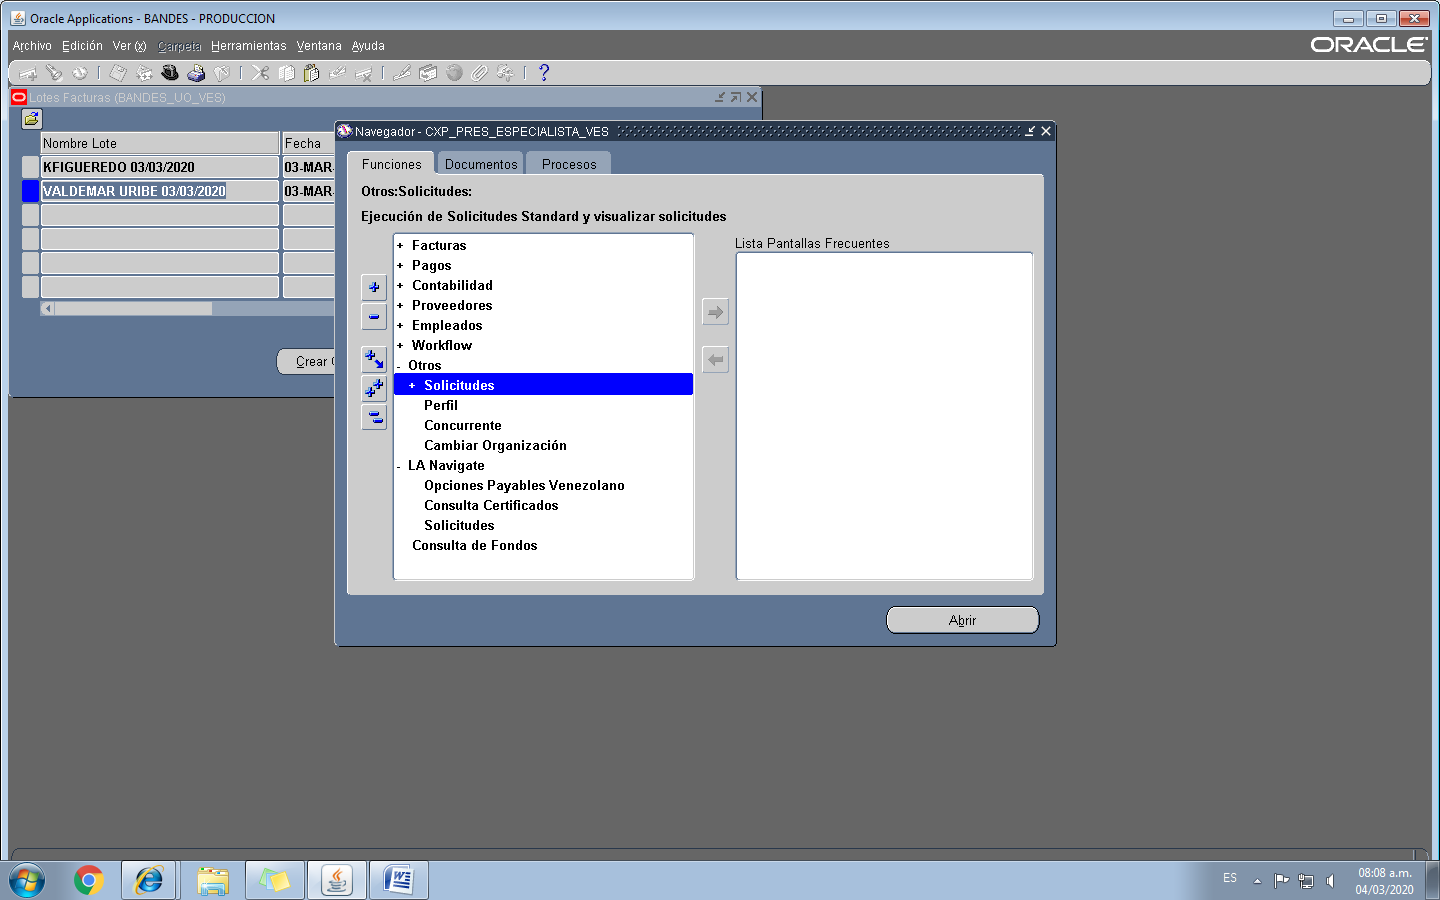 Oracle Applications - BANDES - PRODUCCION
Archivo Edición Ver (x) Carpeta Herramientas Ventana Ayuda
ORACLE
Lotes Facturas (BANDES_UO_VES)
Nombre Lote Fecha
KFIGUEREDO 03/03/2020 03-MAR-
VALDEMAR URIBE 03/03/2020 03-MAR-
Crear
Navegador - CXP_PRES_ESPECIALISTA_VES
Funciones Documentos Procesos
Otros:Solicitudes:
Ejecución de Solicitudes Standard y visualizar solicitudes
+ Facturas
+ Pagos
+ Contabilidad
+ Proveedores
+ Empleados
+ Workflow
- Otros
+ Solicitudes
Perfil
Concurrente
Cambiar Organización
- LA Navigate
Opciones Payables Venezolano
Consulta Certificados
Solicitudes
Consulta de Fondos
Lista Pantallas Frecuentes
Abrir
ES
08:08 a.m.
04/03/2020